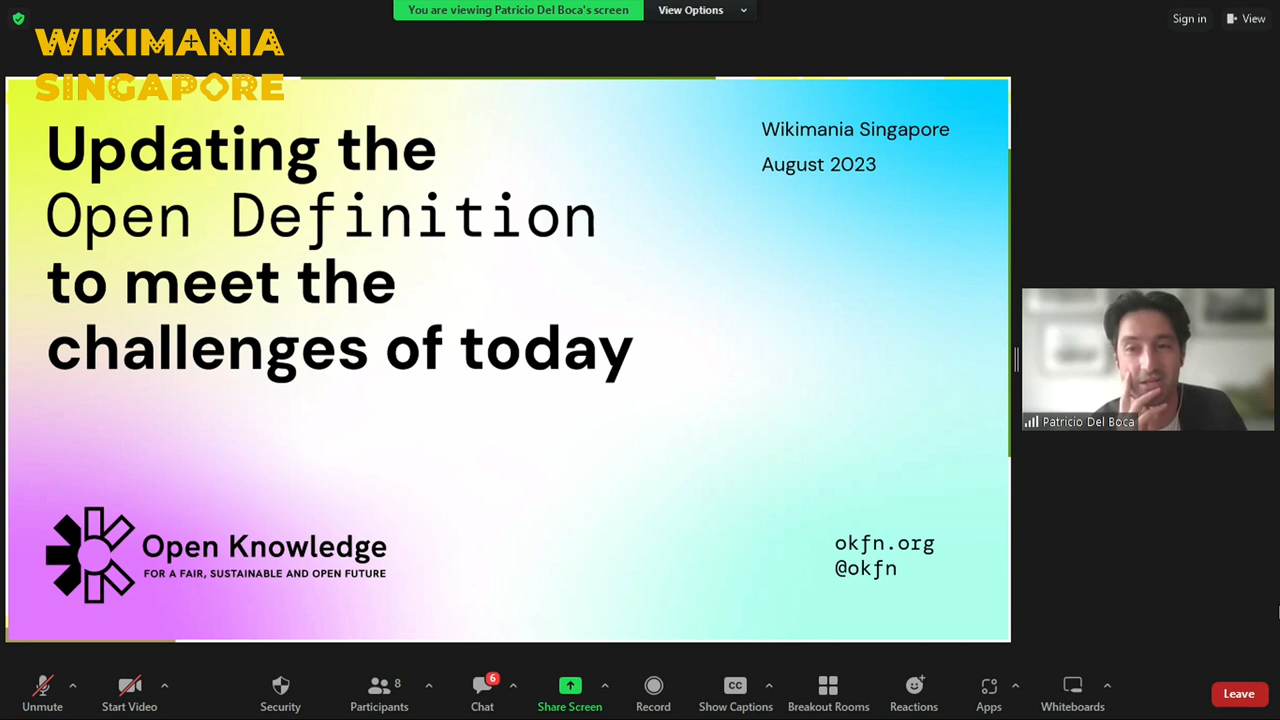 You are viewing Patricio Del Boca's screen
View Options
Sign in
View
WIKIMANIA
SINGAPORE
Updating the
Open Definition
to meet the
challenges of today
Wikimania Singapore
August 2023
Patricio Del Boca
Open Knowledge
FOR A FAIR, SUSTAINABLE AND OPEN FUTURE
okfn.org
@okfn
Unmute
Start Video
Security
Participants
8
Chat
6
Share Screen
Record
CC
Show Captions
Breakout Rooms
Reactions
Apps
Whiteboards
Leave